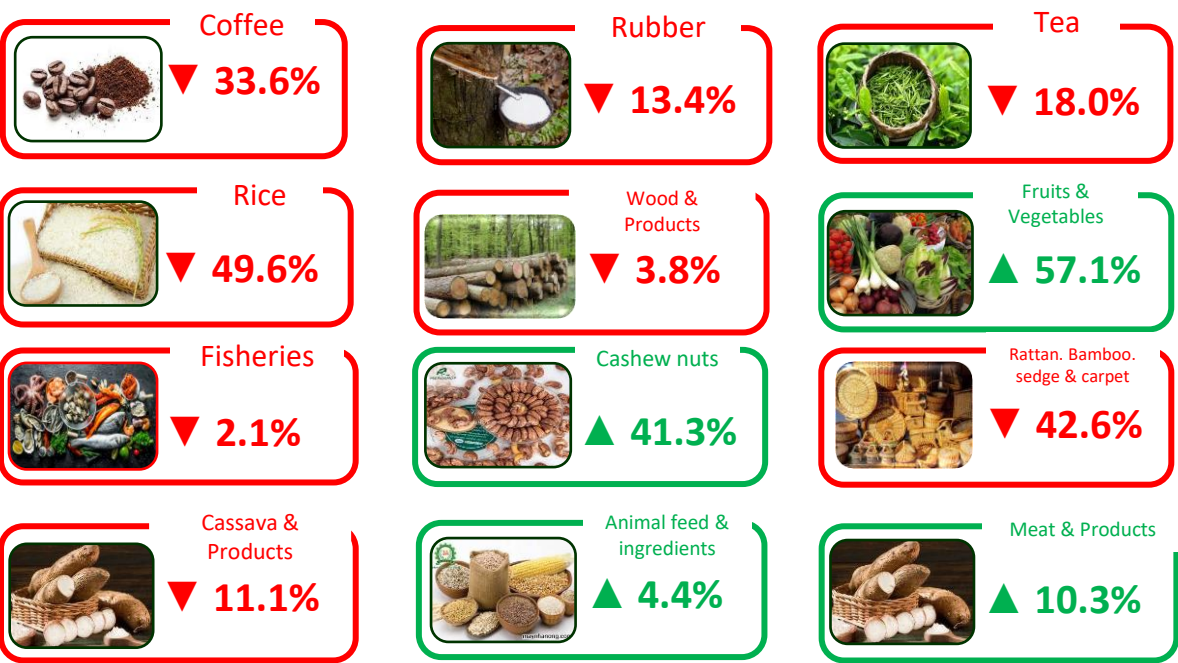 Coffee
▼ 33.6%
Rubber
▼ 13.4%
Tea
▼ 18.0%
Rice
▼ 49.6%
Wood &
Products
▼ 3.8%
Fruits &
Vegetables
▲ 57.1%
Fisheries
▼ 2.1%
Cashew nuts
▲ 41.3%
Rattan. Bamboo.
sedge & carpet
▼ 42.6%
Cassava &
Products
▼ 11.1%
Animal feed &
ingredients
▲ 4.4%
Meat & Products
▲ 10.3%